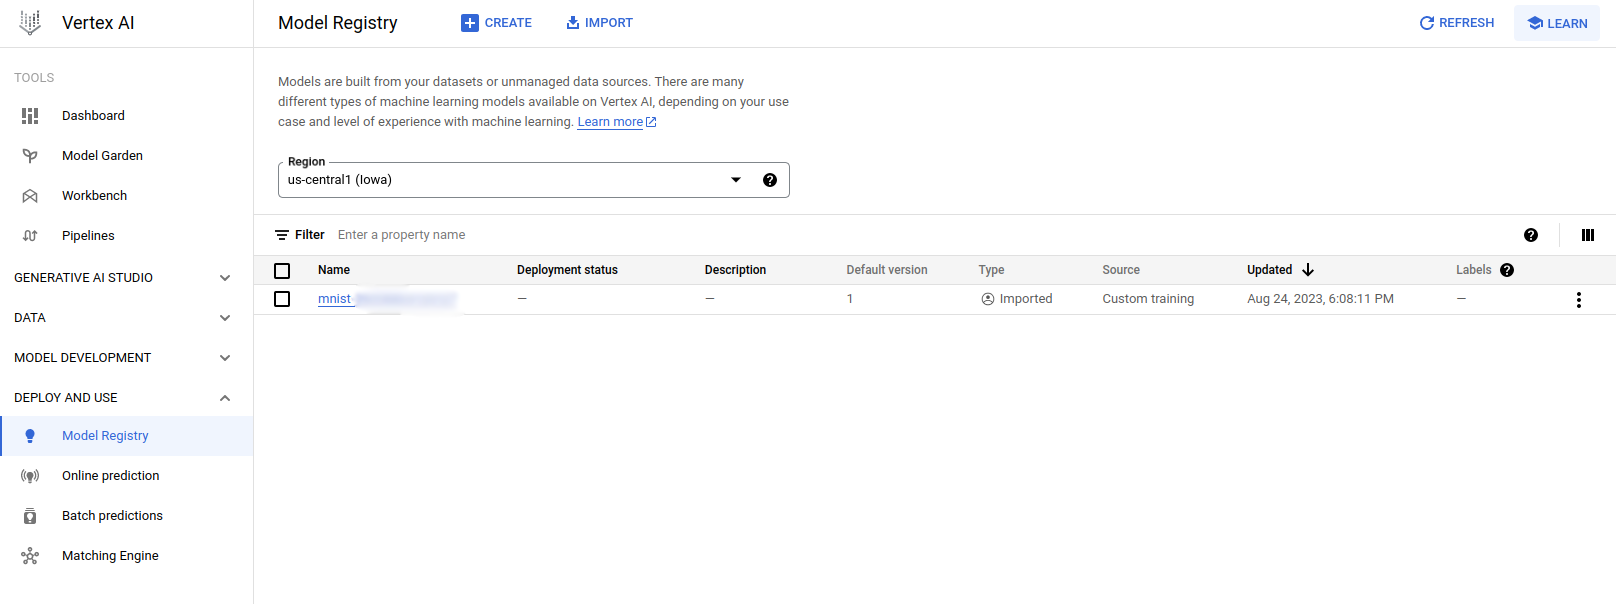 Vertex AI
Model Registry
CREATE
IMPORT
REFRESH
LEARN
TOOLS
Dashboard
Model Garden
Workbench
Pipelines
GENERATIVE AI STUDIO
DATA
MODEL DEVELOPMENT
DEPLOY AND USE
Model Registry
Online prediction
Batch predictions
Matching Engine
Models are built from your datasets or unmanaged data sources. There are many
different types of machine learning models available on Vertex AI, depending on your use
case and level of experience with machine learning. Learn more
Region
us-central1 (Iowa)
Filter Enter a property name
Name Deployment status Description Default version Type Source Updated Labels
mnist- — — 1 Imported Custom training Aug 24, 2023, 6:08:11 PM —